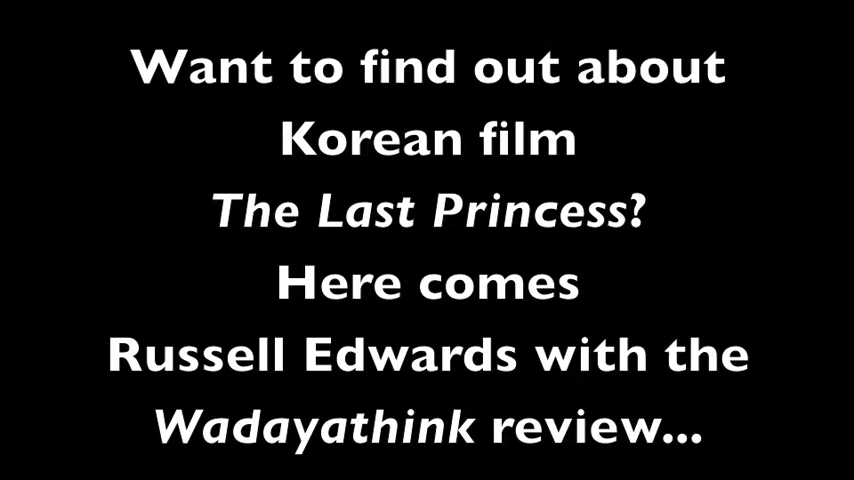 Want to find out about
Korean film
The Last Princess?
Here comes
Russell Edwards with the
Wadayathink review...